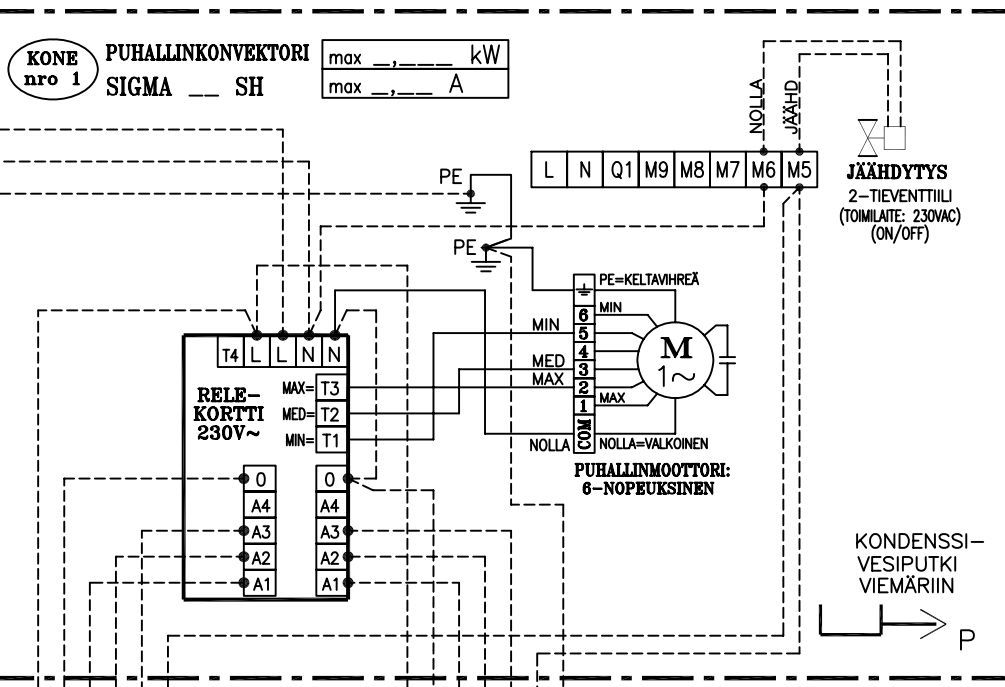 KONE
nro 1
PUHALLINKONVEKTORI
SIGMA __ SH
max __,___ kW
max __,__ A
NOLLA
JÄÄHD
L N Q1 M9 M8 M7 M6 M5
JÄÄHDYTYS
2-TIEVENTTIILI
(TOIMILAITE: 230VAC)
(ON/OFF)
PE
PE
PE=KELTAVIHREÄ
6 MIN
MIN 5
4
MED 3
MAX 2
1 MAX
NOLLA COM NOLLA=VALKOINEN
M
1~
PUHALLINMOOTTORI:
6-NOPEUKSINEN
T4 L L N N
RELE-
KORTTI
230V~
MAX= T3
MED= T2
MIN= T1
0 0
A4 A4
A3 A3
A2 A2
A1 A1
KONDENSSI-
VESIPUTKI
VIEMÄRIIN
P